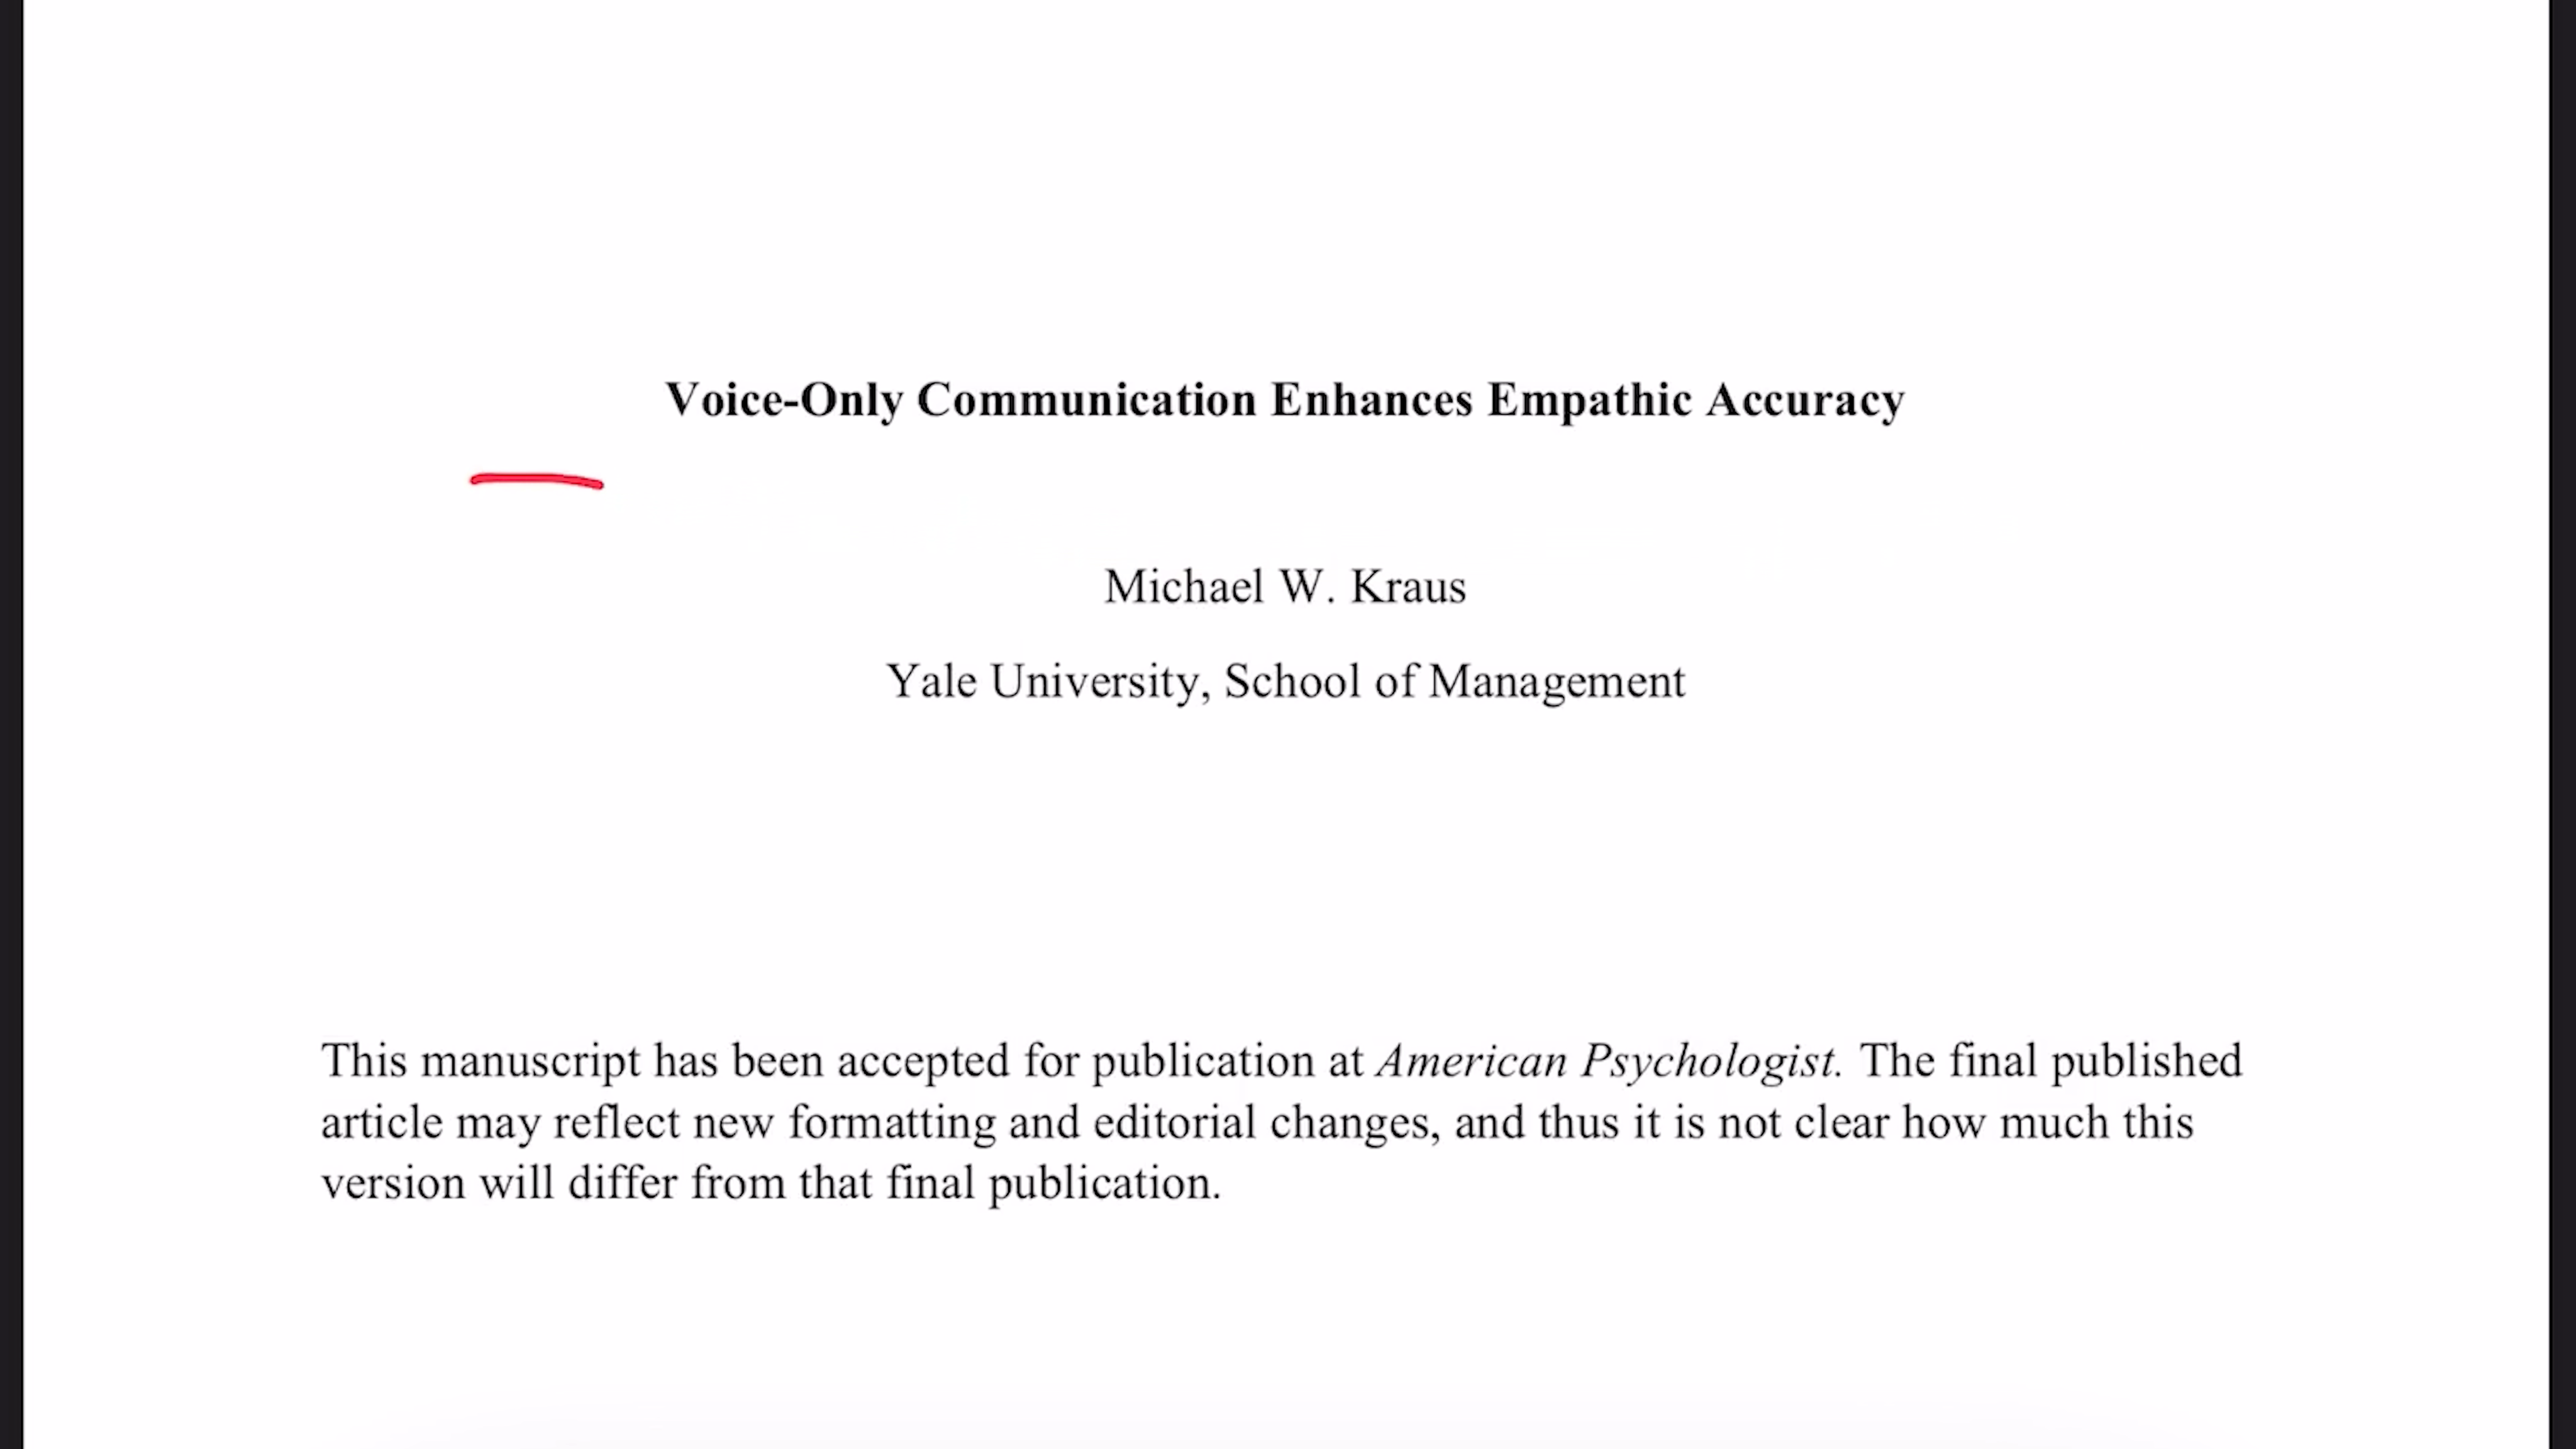 Voice-Only Communication Enhances Empathic Accuracy
Michael W. Kraus
Yale University, School of Management
This manuscript has been accepted for publication at American Psychologist. The final published
article may reflect new formatting and editorial changes, and thus it is not clear how much this
version will differ from that final publication.